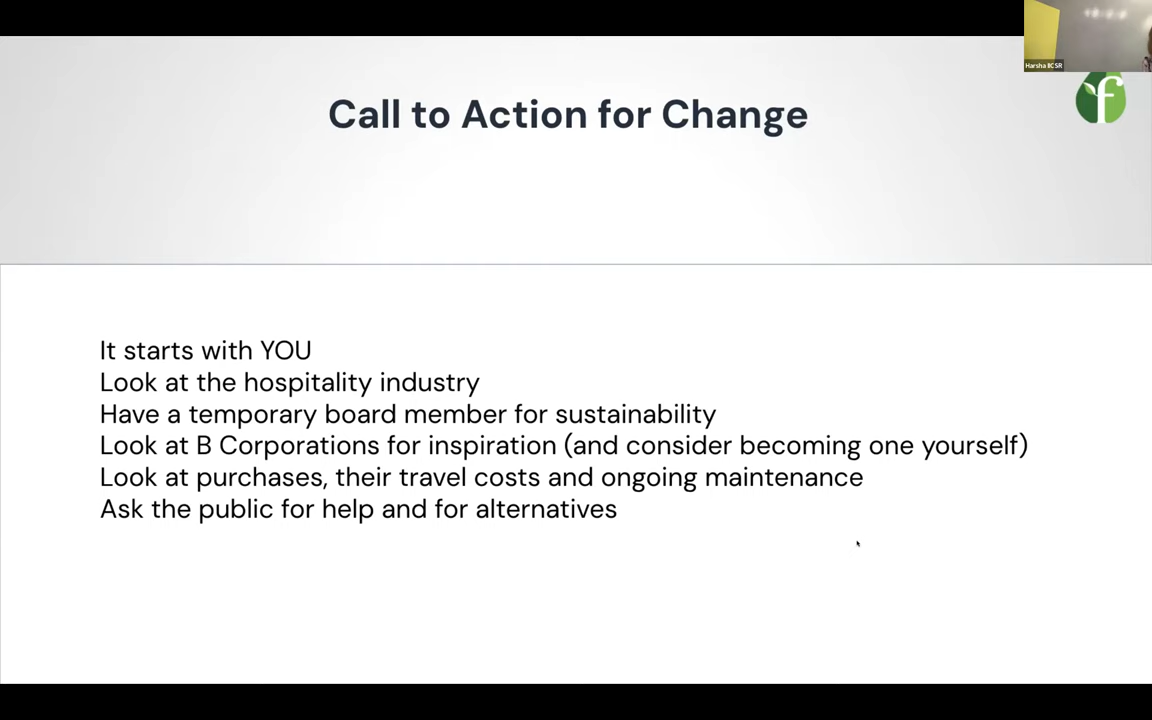 Harsha IICSR
f
Call to Action for Change
It starts with YOU
Look at the hospitality industry
Have a temporary board member for sustainability
Look at B Corporations for inspiration (and consider becoming one yourself)
Look at purchases, their travel costs and ongoing maintenance
Ask the public for help and for alternatives